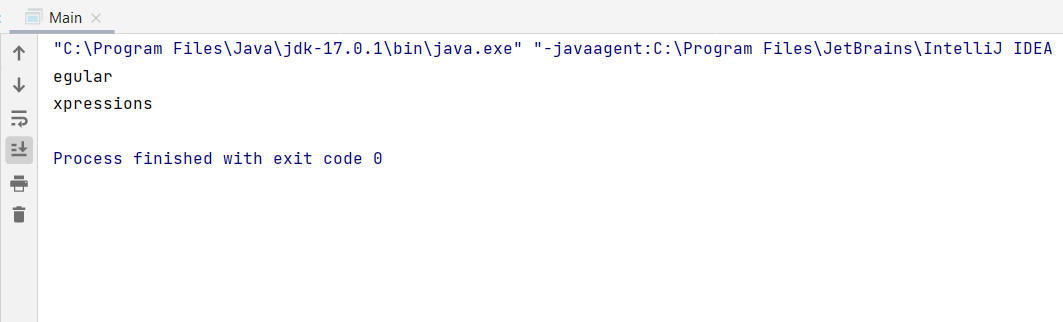 Main
"C:\Program Files\Java\jdk-17.0.1\bin\java.exe" "-javaagent:C:\Program Files\JetBrains\IntelliJ IDEA
egular
xpressions
Process finished with exit code 0